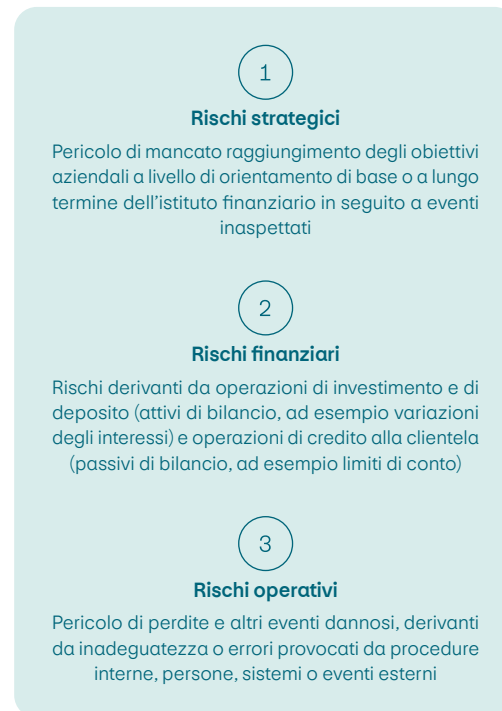 1
Rischi strategici
Pericolo di mancato raggiungimento degli obiettivi
aziendali a livello di orientamento di base o a lungo
termine dell’istituto finanziario in seguito a eventi
inaspettati
2
Rischi finanziari
Rischi derivanti da operazioni di investimento e di
deposito (attivi di bilancio, ad esempio variazioni
degli interessi) e operazioni di credito alla clientela
(passivi di bilancio, ad esempio limiti di conto)
3
Rischi operativi
Pericolo di perdite e altri eventi dannosi, derivanti
da inadeguatezza o errori provocati da procedure
interne, persone, sistemi o eventi esterni